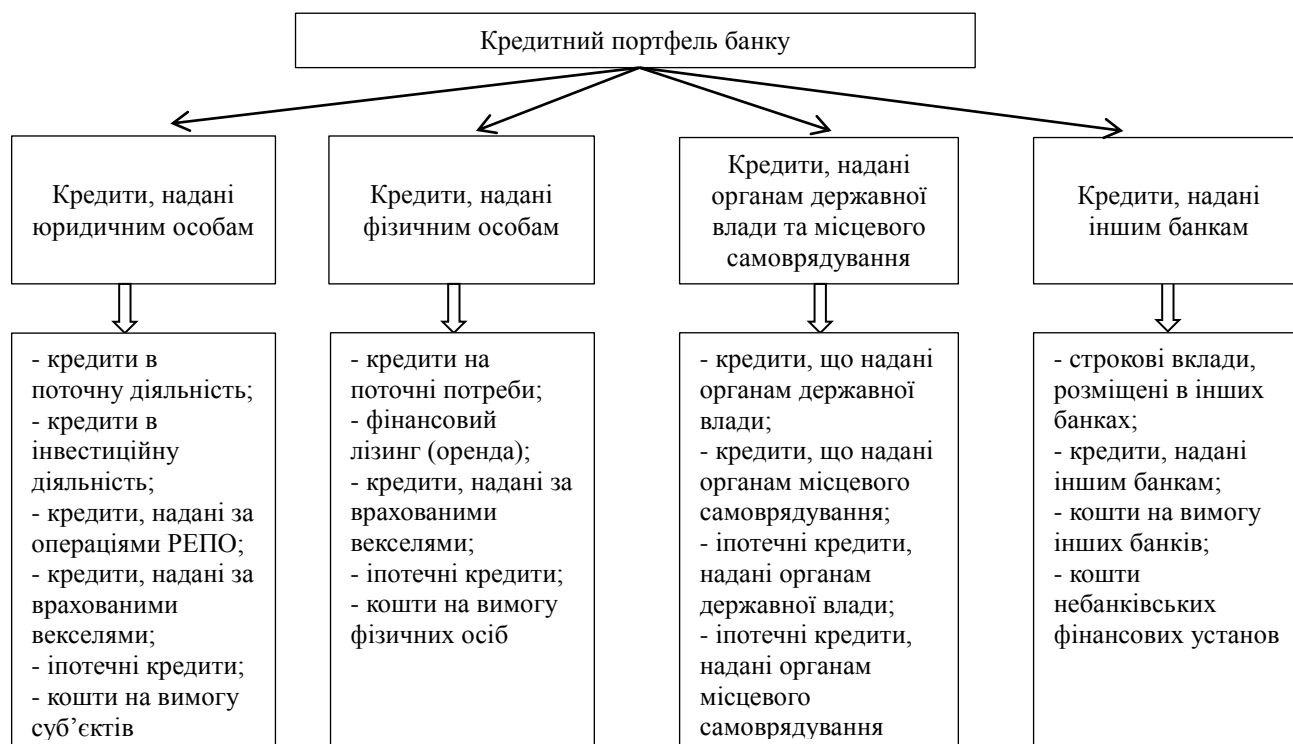 Кредитний портфель банку
Кредити, надані
юридичним особам
Кредити, надані
фізичним особам
Кредити, надані
органам державної
влади та місцевого
самоврядування
Кредити, надані
іншим банкам
- кредити в
поточну діяльність;
- кредити в
інвестиційну
діяльність;
- кредити, надані за
операціями РЕПО;
- кредити, надані за
врахованими
векселями;
- іпотечні кредити;
- кошти на вимогу
суб’єктів
- кредити на
поточні потреби;
- фінансовий
лізинг (оренда);
- кредити, надані за
врахованими
векселями;
- іпотечні кредити;
- кошти на вимогу
фізичних осіб
- кредити, що надані
органам державної
влади;
- кредити, що надані
органам місцевого
самоврядування;
- іпотечні кредити,
надані органам
державної влади;
- іпотечні кредити,
надані органам
місцевого
самоврядування
- строкові вклади,
розміщені в інших
банках;
- кредити, надані
іншим банкам;
- кошти на вимогу
інших банків;
- кошти
небанківських
фінансових установ